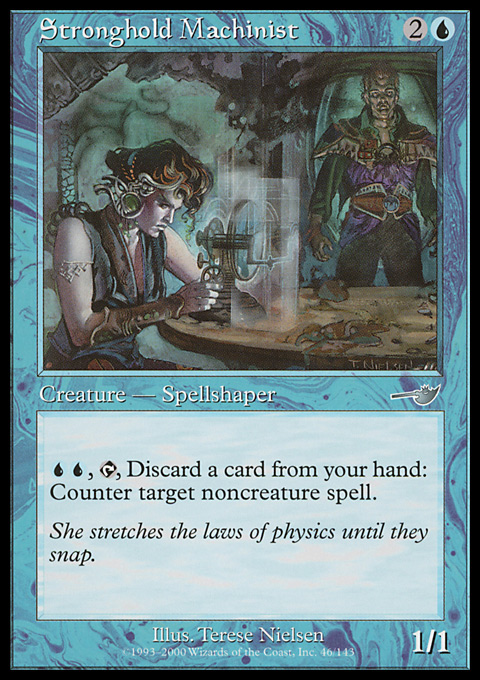 Stronghold Machinist 2
T. NIELSEN
Creature — Spellshaper
, , Discard a card from your hand:
Counter target noncreature spell.
She stretches the laws of physics until they
snap.
Illus. Terese Nielsen
©1993-2000 Wizards of the Coast, Inc. 46/143
1/1